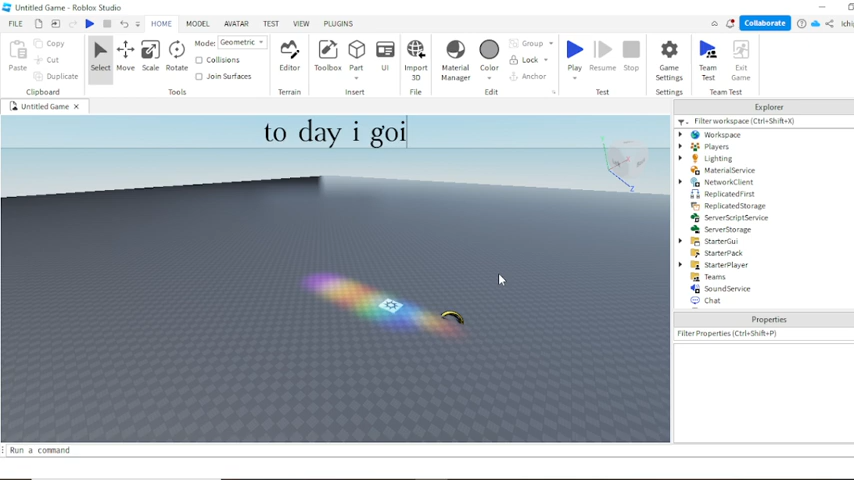 Untitled Game - Roblox Studio
FILE HOME MODEL AVATAR TEST VIEW PLUGINS Collaborate
Copy Cut Duplicate Paste
Select Move Scale Rotate
Mode: Geometric
Collisions
Join Surfaces
Editor Toolbox Part UI Import 3D Material Manager Color
Group
Lock
Anchor
Play Resume Stop Game Settings Team Test Exit Game
Clipboard Tools Terrain Insert File Edit Test Settings Team Test
Untitled Game
to day i goi
Explorer
Filter workspace (Ctrl+Shift+X)
Workspace
Players
Lighting
MaterialService
NetworkClient
ReplicatedFirst
ReplicatedStorage
ServerScriptService
ServerStorage
StarterGui
StarterPack
StarterPlayer
Teams
SoundService
Chat
Properties
Filter Properties (Ctrl+Shift+P)
Run a command